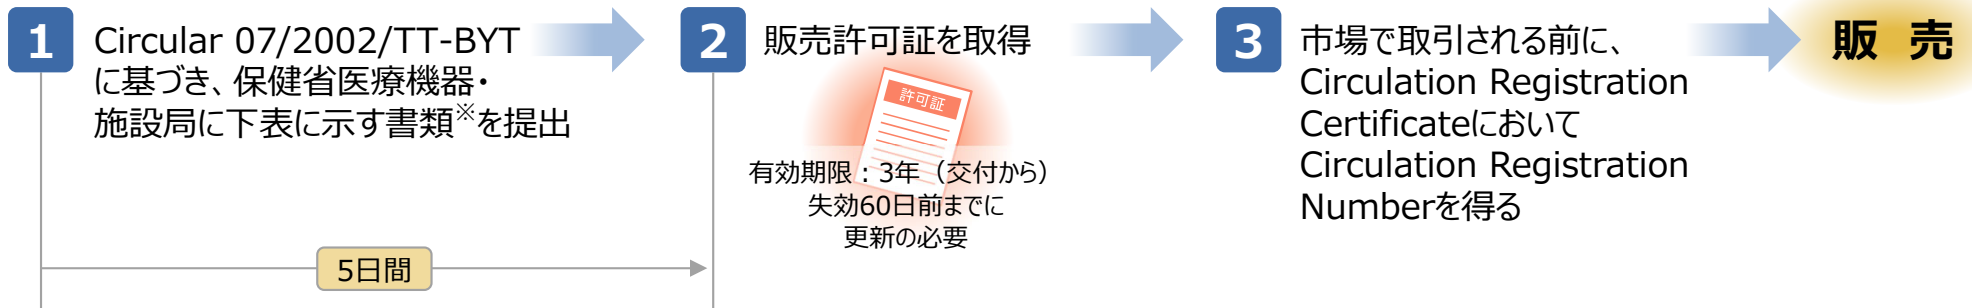 1
Circular 07/2002/TT-BYT
に基づき、保健省医療機器・
施設局に下表に示す書類※を提出
2
販売許可証を取得
許可証
有効期限：3年（交付から）
失効60日前までに
更新の必要
3
市場で取引される前に、
Circulation Registration
Certificateにおいて
Circulation Registration
Numberを得る
販 売
5日間